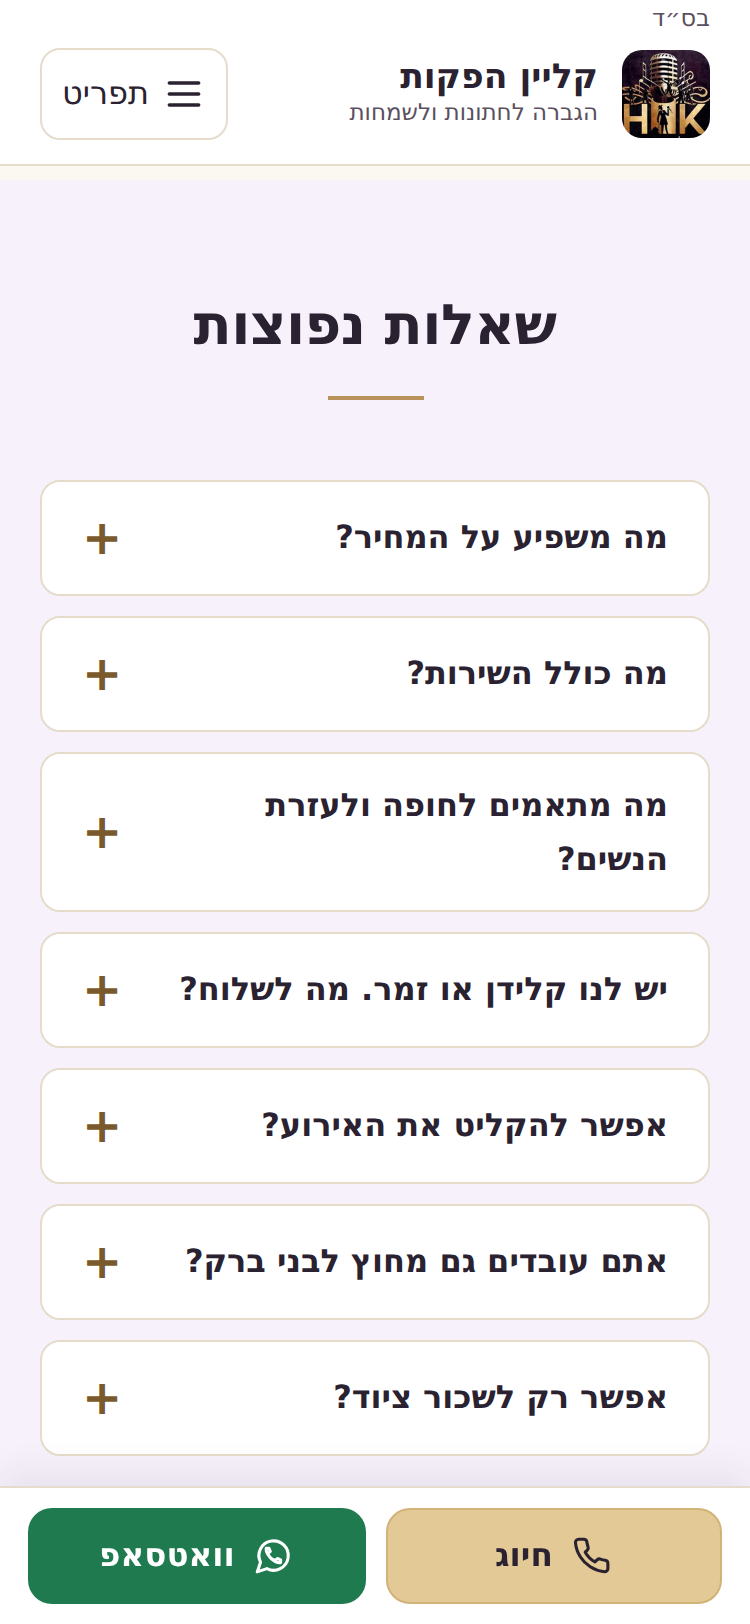 בס״ד
קליין הפקות
הגברה לחתונות ולשמחות
תפריט
H K
שאלות נפוצות
מה משפיע על המחיר?
מה כולל השירות?
מה מתאמים לחופה ולעזרת
הנשים?
יש לנו קלידן או זמר. מה לשלוח?
אפשר להקליט את האירוע?
אתם עובדים גם מחוץ לבני ברק?
אפשר רק לשכור ציוד?
חיוג
וואטסאפ